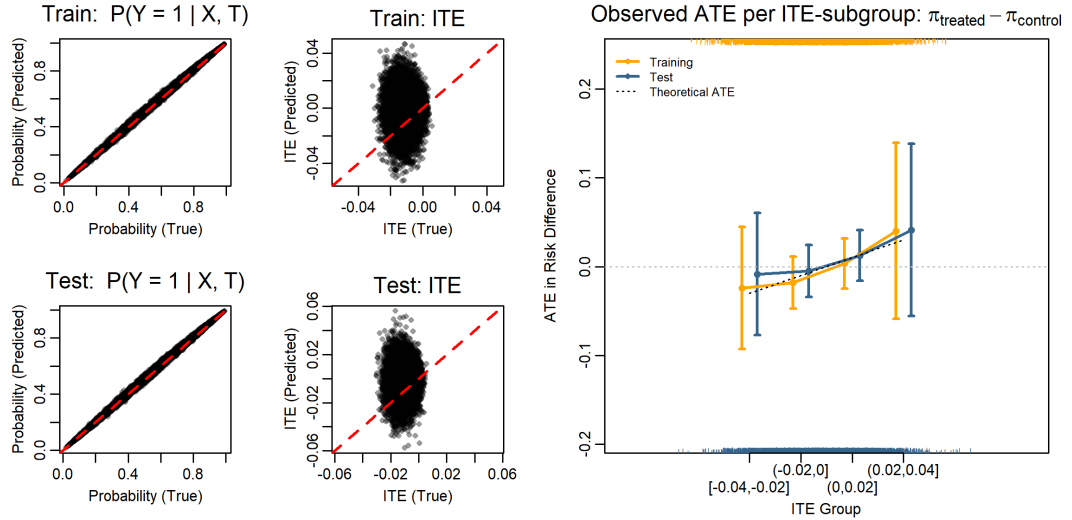 Train: P(Y = 1 | X, T)
Probability (Predicted)
0.0 0.4 0.8
0.0 0.4 0.8
Probability (True)
Train: ITE
ITE (Predicted)
-0.04 0.00 0.04
-0.04 0.00 0.04
ITE (True)
Test: P(Y = 1 | X, T)
Probability (Predicted)
0.0 0.4 0.8
0.0 0.4 0.8
Probability (True)
Test: ITE
ITE (Predicted)
-0.06 -0.02 0.02 0.06
-0.06 -0.04 -0.02 0.00 0.02 0.04 0.06
ITE (True)
Observed ATE per ITE-subgroup: πtreated − πcontrol
Training
Test
Theoretical ATE
ATE in Risk Difference
-0.2 -0.1 0.0 0.1 0.2
(-0.02,0] (0.02,0.04]
[-0.04,-0.02] (0,0.02]
ITE Group